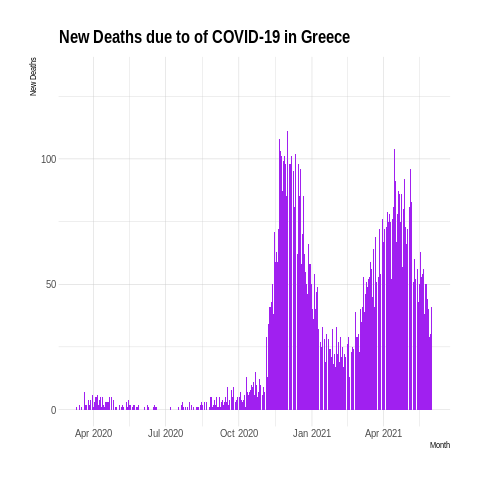 New Deaths due to of COVID-19 in Greece
New Deaths
100
50
0
Apr 2020 Jul 2020 Oct 2020 Jan 2021 Apr 2021
Month